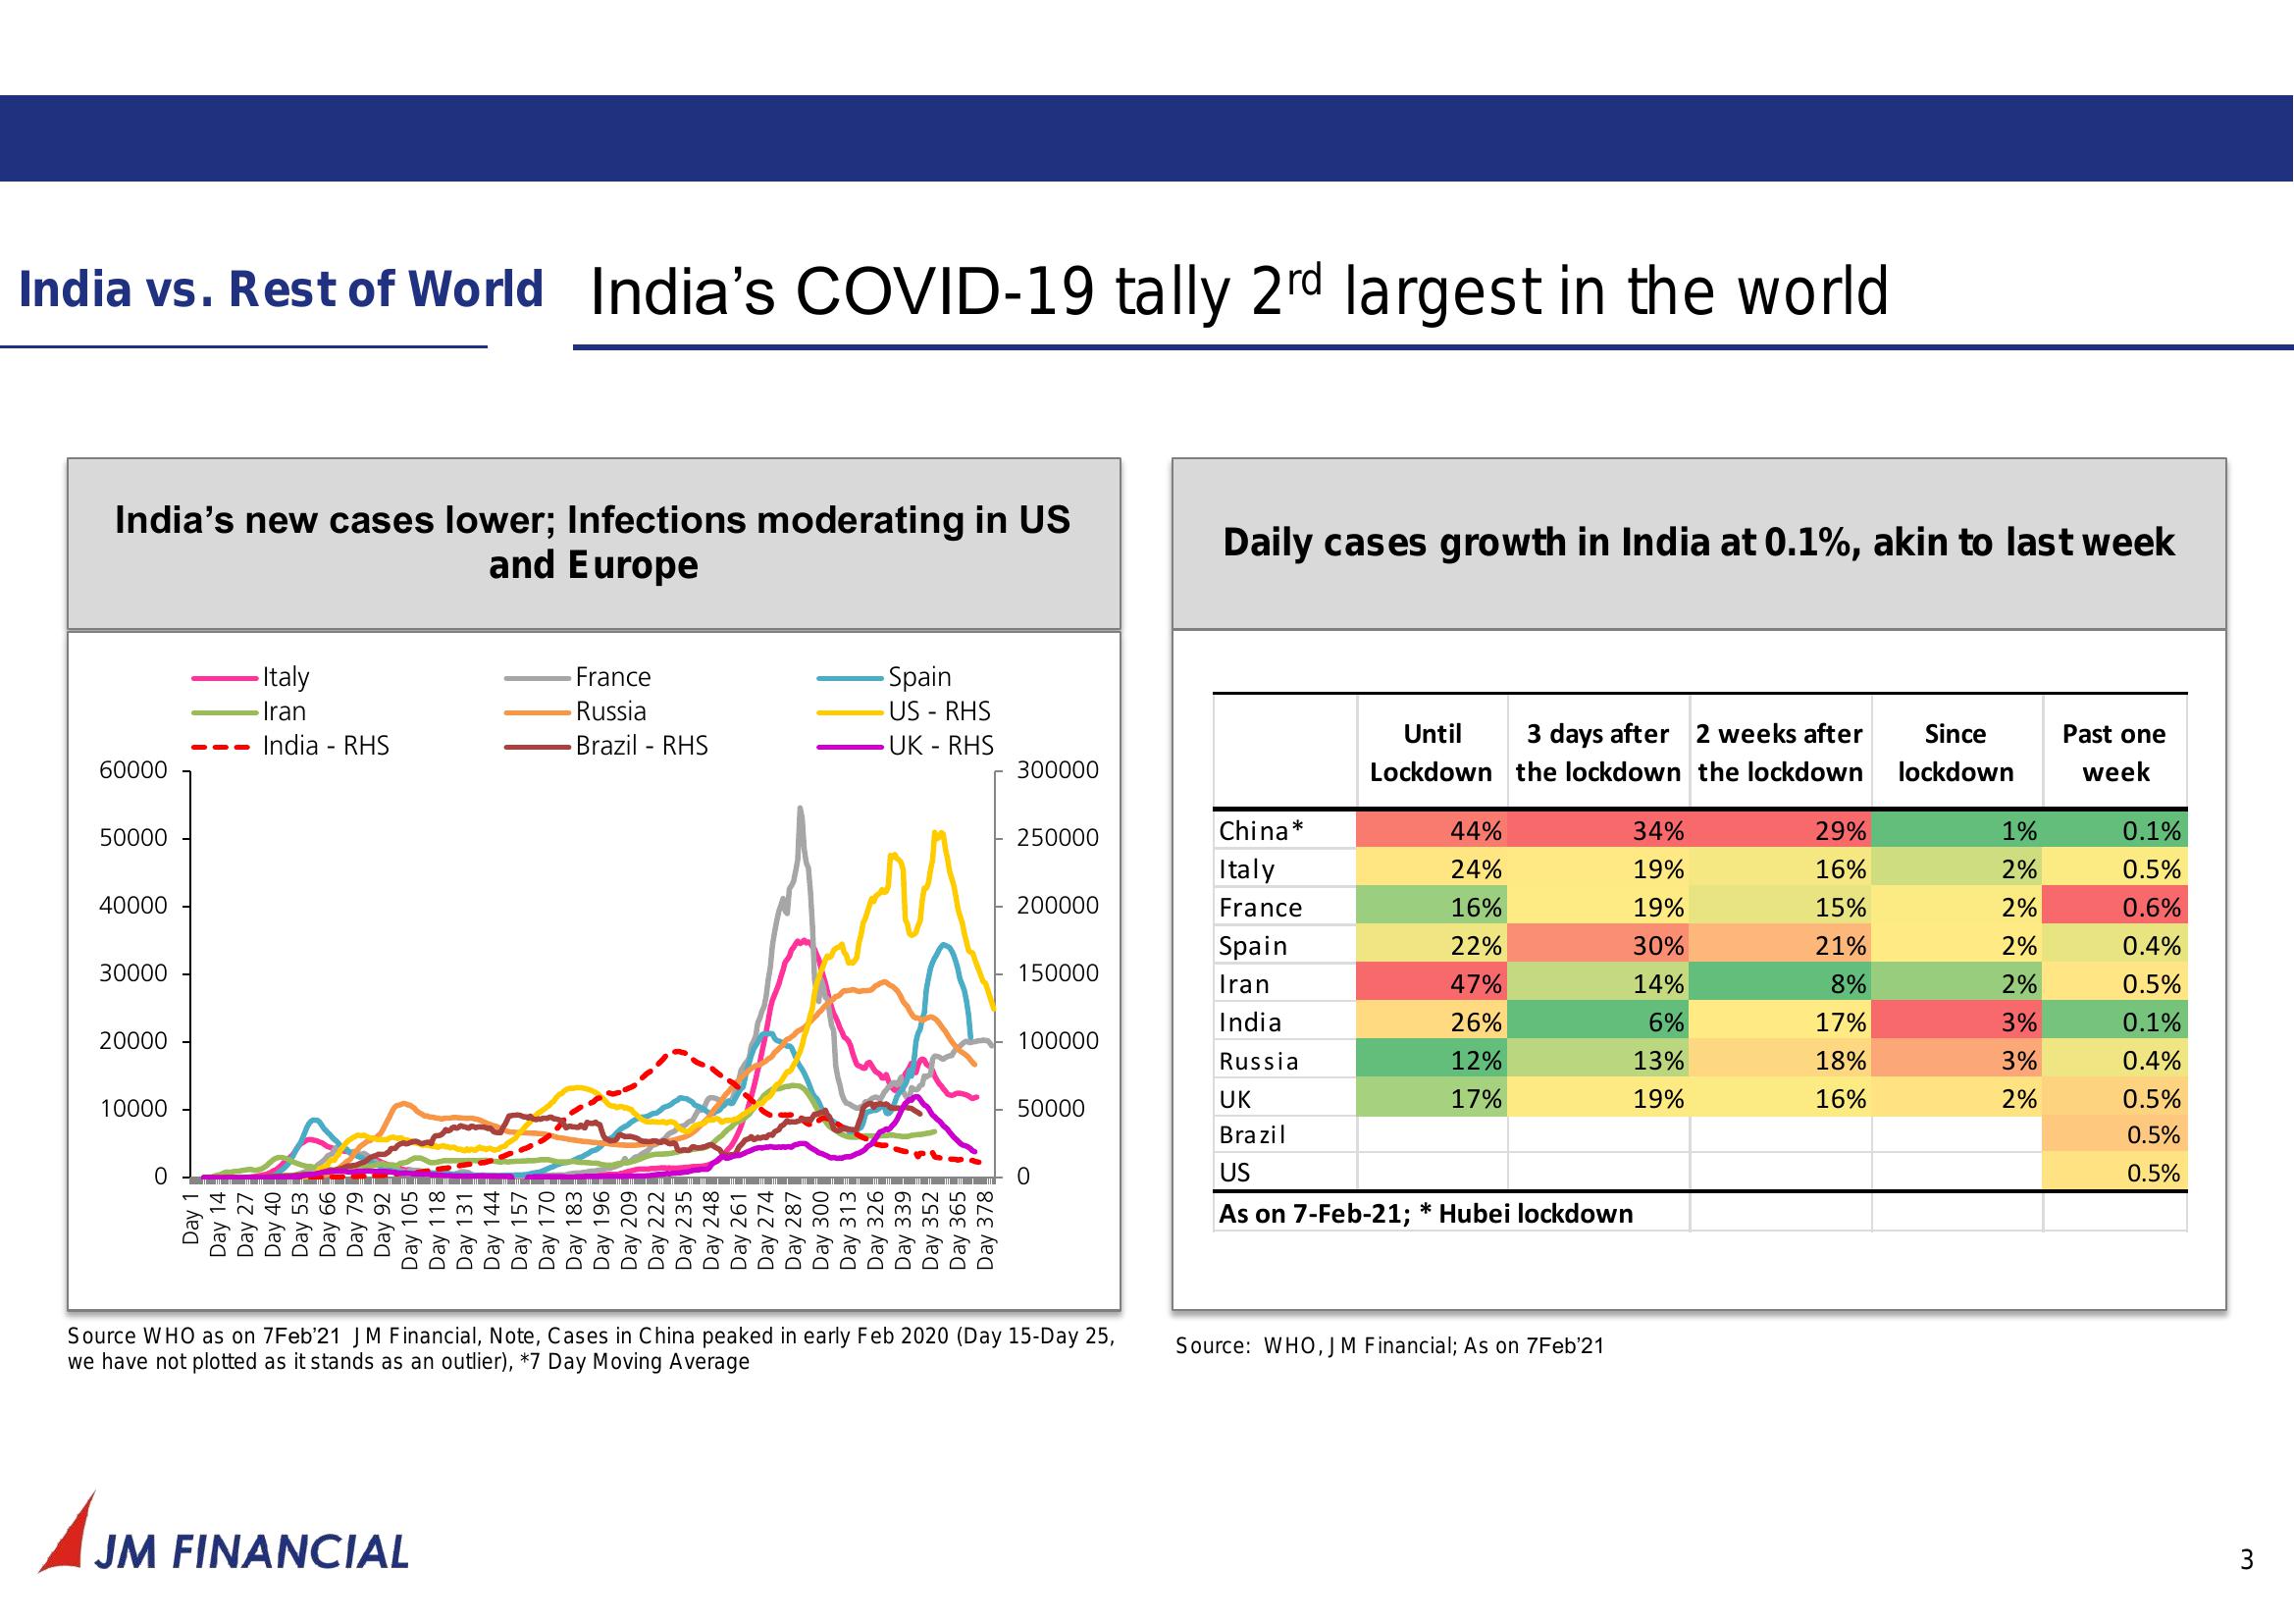 India vs. Rest of World
India’s COVID-19 tally 2rd largest in the world
India’s new cases lower; Infections moderating in US
and Europe
Italy France Spain
Iran Russia US - RHS
India - RHS Brazil - RHS UK - RHS
60000
50000
40000
30000
20000
10000
0
300000
250000
200000
150000
100000
50000
0
Day 1
Day 14
Day 27
Day 40
Day 53
Day 66
Day 79
Day 92
Day 105
Day 118
Day 131
Day 144
Day 157
Day 170
Day 183
Day 196
Day 209
Day 222
Day 235
Day 248
Day 261
Day 274
Day 287
Day 300
Day 313
Day 326
Day 339
Day 352
Day 365
Day 378
Source WHO as on 7Feb’21 JM Financial, Note, Cases in China peaked in early Feb 2020 (Day 15-Day 25,
we have not plotted as it stands as an outlier), *7 Day Moving Average
Daily cases growth in India at 0.1%, akin to last week
Until 3 days after 2 weeks after Since Past one
Lockdown the lockdown the lockdown lockdown week
China* 44% 34% 29% 1% 0.1%
Italy 24% 19% 16% 2% 0.5%
France 16% 19% 15% 2% 0.6%
Spain 22% 30% 21% 2% 0.4%
Iran 47% 14% 8% 2% 0.5%
India 26% 6% 17% 3% 0.1%
Russia 12% 13% 18% 3% 0.4%
UK 17% 19% 16% 2% 0.5%
Brazil 0.5%
US 0.5%
As on 7-Feb-21; * Hubei lockdown
Source: WHO, JM Financial; As on 7Feb’21
JM FINANCIAL
3